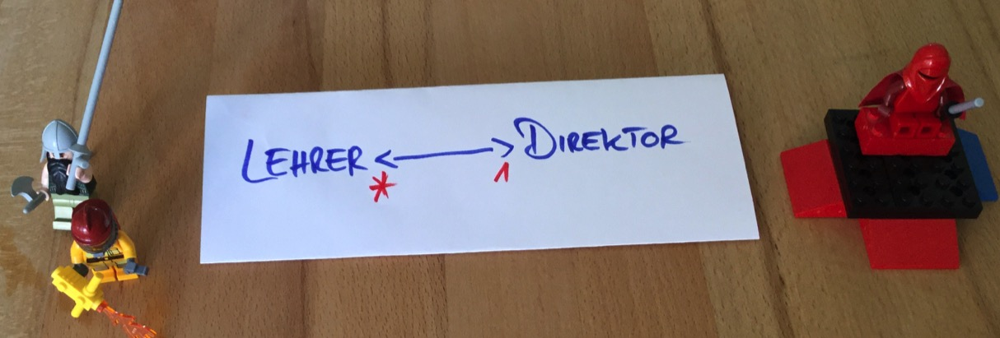 LEHRER <——> DIREKTOR
* 1